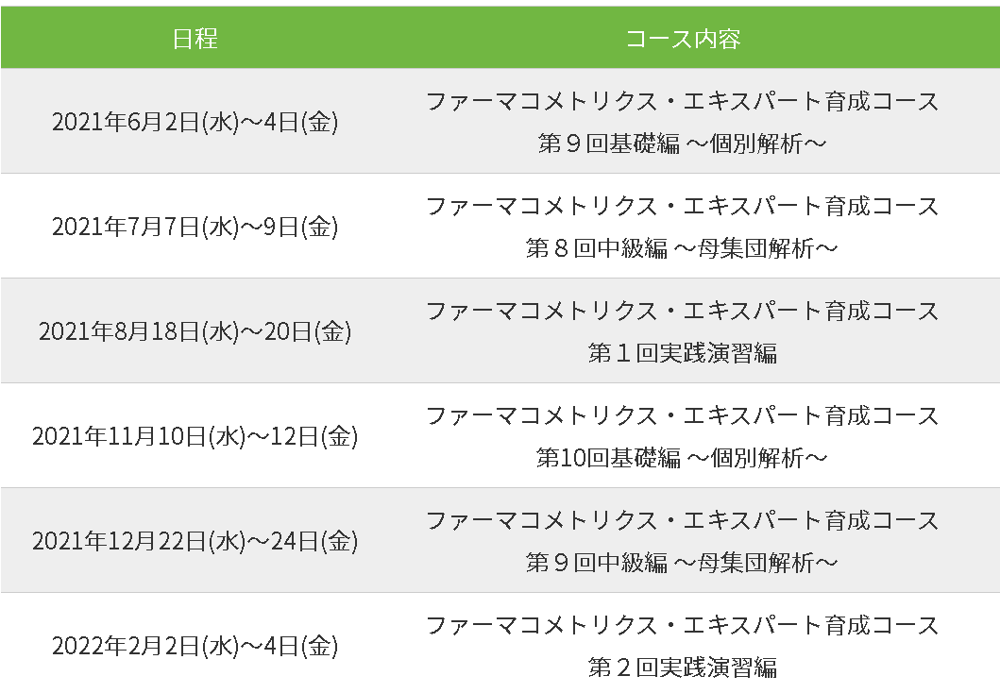 日程 コース内容
ファーマコメトリクス・エキスパート育成コース
2021年6月2日(水)～4日(金)
第９回基礎編 ～個別解析～
ファーマコメトリクス・エキスパート育成コース
2021年7月7日(水)～9日(金)
第８回中級編 ～母集団解析～
ファーマコメトリクス・エキスパート育成コース
2021年8月18日(水)～20日(金)
第１回実践演習編
ファーマコメトリクス・エキスパート育成コース
2021年11月10日(水)～12日(金)
第10回基礎編 ～個別解析～
ファーマコメトリクス・エキスパート育成コース
2021年12月22日(水)～24日(金)
第９回中級編 ～母集団解析～
ファーマコメトリクス・エキスパート育成コース
2022年2月2日(水)～4日(金)
第２回実践演習編